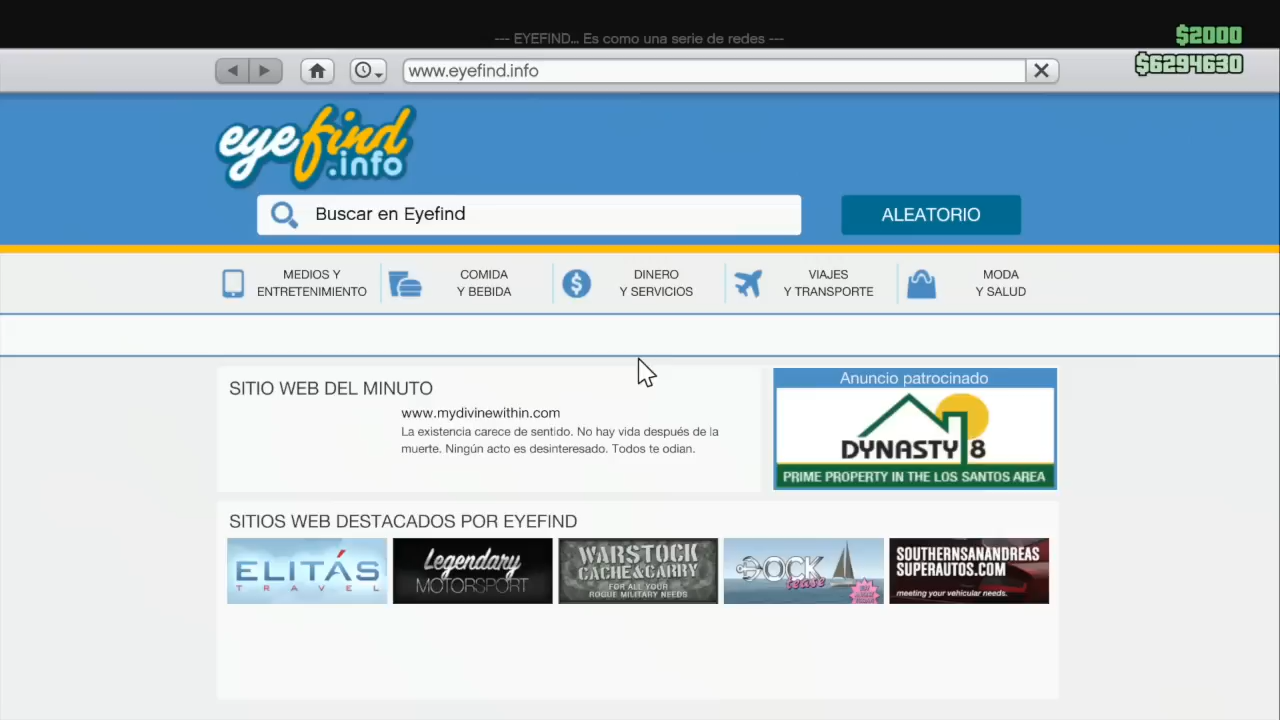 --- EYEFIND... Es como una serie de redes ---
$2000
$6294630
www.eyefind.info
eyefind
.info
Buscar en Eyefind
ALEATORIO
MEDIOS Y
ENTRETENIMIENTO
COMIDA
Y BEBIDA
DINERO
Y SERVICIOS
VIAJES
Y TRANSPORTE
MODA
Y SALUD
SITIO WEB DEL MINUTO
www.mydivinewithin.com
La existencia carece de sentido. No hay vida después de la
muerte. Ningún acto es desinteresado. Todos te odian.
Anuncio patrocinado
DYNASTY 8
PRIME PROPERTY IN THE LOS SANTOS AREA
SITIOS WEB DESTACADOS POR EYEFIND
ELITÁS
TRAVEL
Legendary
MOTORSPORT
WARSTOCK
CACHE & CARRY
FOR ALL YOUR
ROGUE MILITARY NEEDS
DOCK
tease
SOUTHERNSANANDREAS
SUPERAUTOS.COM
meeting your vehicular needs.